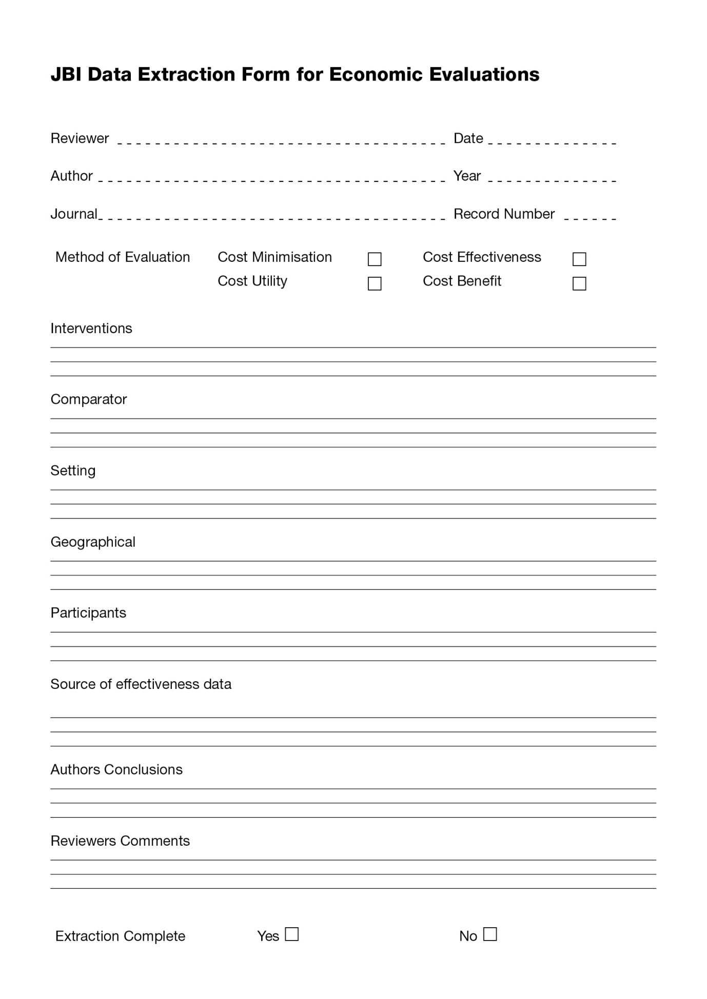 JBI Data Extraction Form for Economic Evaluations
Reviewer _ _ _ _ _ _ _ _ _ _ _ _ _ _ _ _ _ _ _ _ _ _ _ _ _ _ _ _ _ _ _ _ _ _ _ Date _ _ _ _ _ _ _ _ _ _ _ _ _ _
Author _ _ _ _ _ _ _ _ _ _ _ _ _ _ _ _ _ _ _ _ _ _ _ _ _ _ _ _ _ _ _ _ _ _ _ _ _ Year _ _ _ _ _ _ _ _ _ _ _ _ _ _
Journal_ _ _ _ _ _ _ _ _ _ _ _ _ _ _ _ _ _ _ _ _ _ _ _ _ _ _ _ _ _ _ _ _ _ _ _ _ Record Number _ _ _ _ _ _
Method of Evaluation Cost Minimisation □ Cost Effectiveness □
Cost Utility □ Cost Benefit □
Interventions
Comparator
Setting
Geographical
Participants
Source of effectiveness data
Authors Conclusions
Reviewers Comments
Extraction Complete Yes □ No □